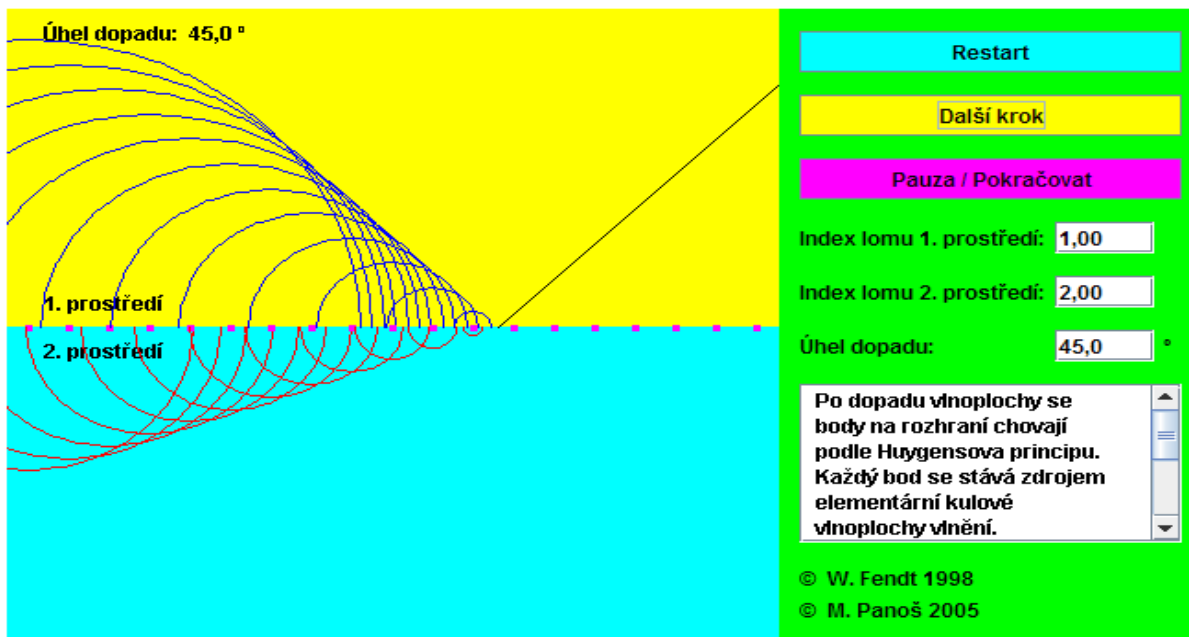 Úhel dopadu: 45,0 °
1. prostředí
2. prostředí
Restart
Další krok
Pauza / Pokračovat
Index lomu 1. prostředí: 1,00
Index lomu 2. prostředí: 2,00
Úhel dopadu: 45,0 °
Po dopadu vlnoplochy se
body na rozhraní chovají
podle Huygensova principu.
Každý bod se stává zdrojem
elementární kulové
vlnoplochy vlnění.
© W. Fendt 1998
© M. Panoš 2005